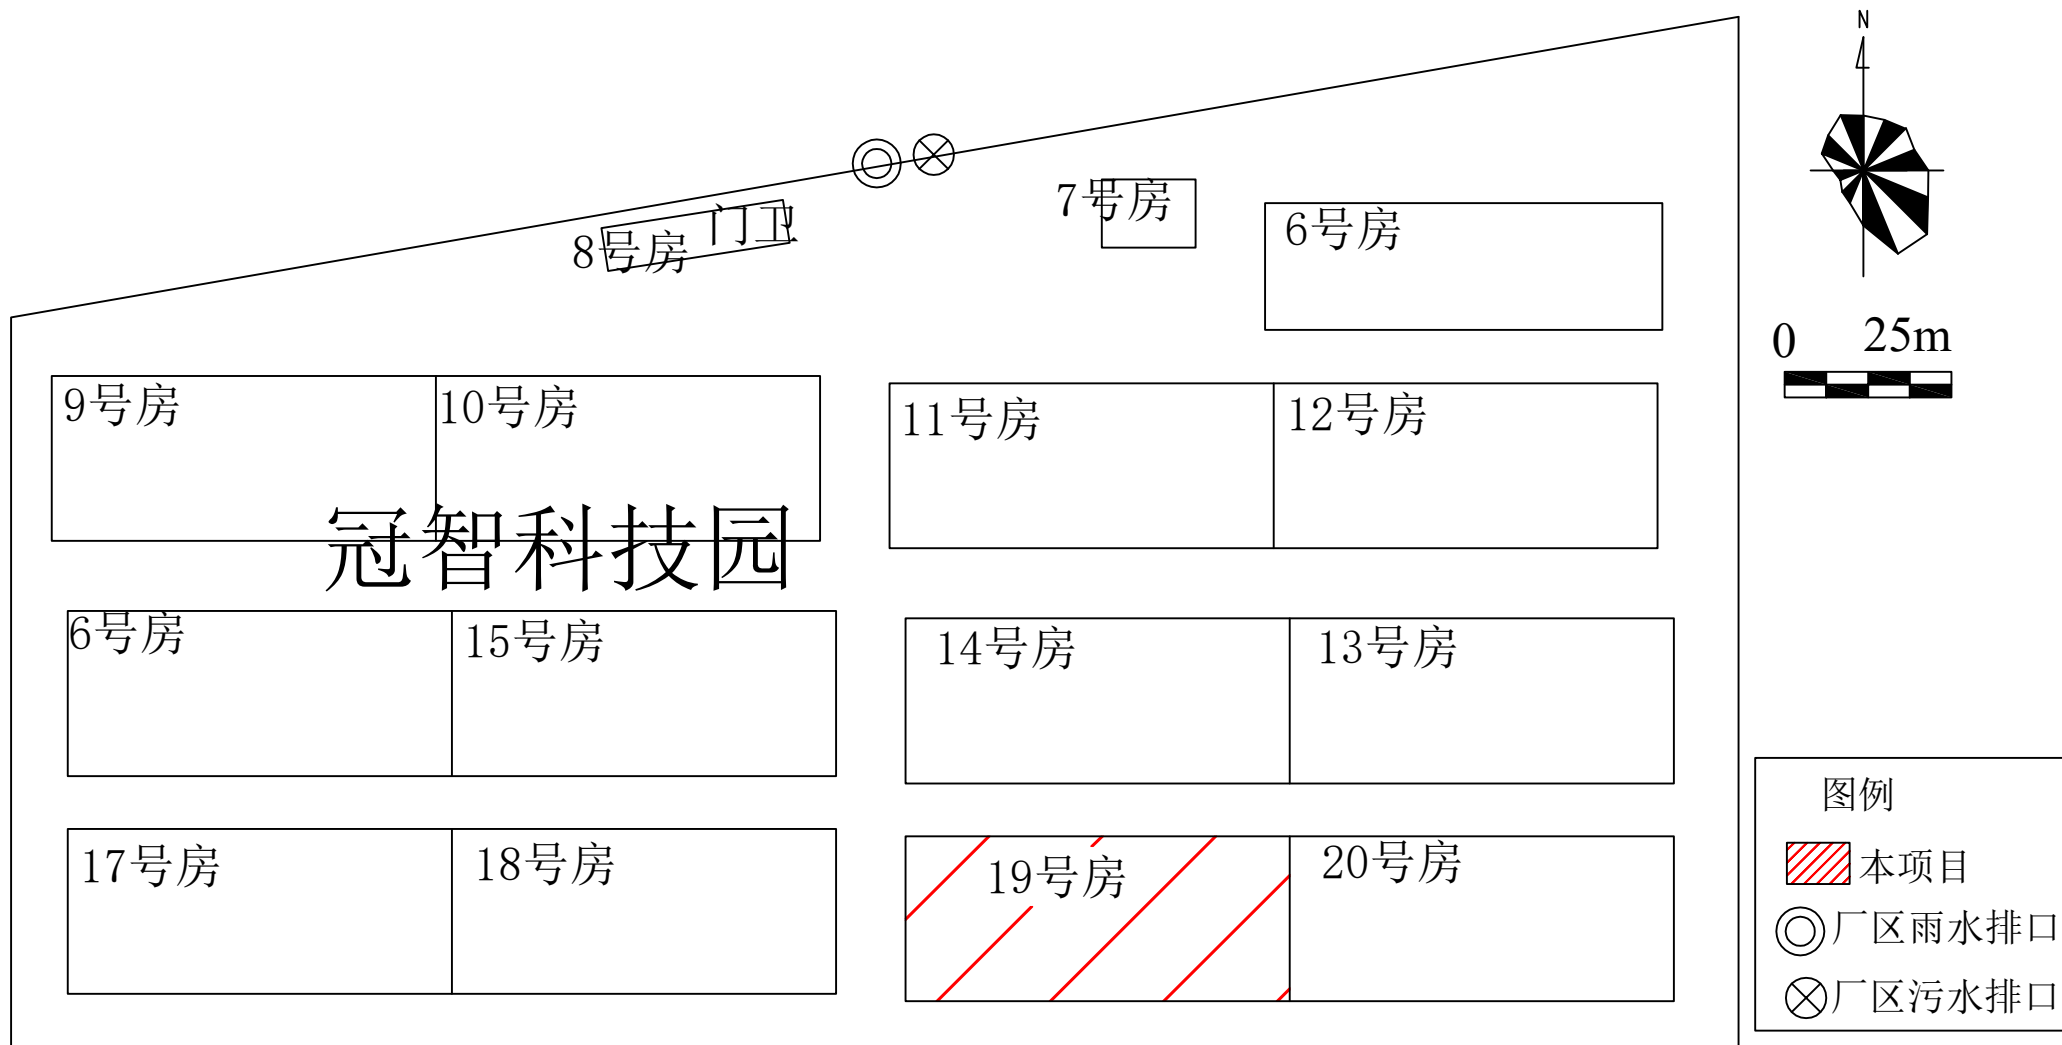 N
7号房
门卫
8号房
6号房
0 25m
9号房
10号房
11号房
12号房
冠智科技园
6号房
15号房
14号房
13号房
17号房
18号房
19号房
20号房
图例
本项目
厂区雨水排口
厂区污水排口